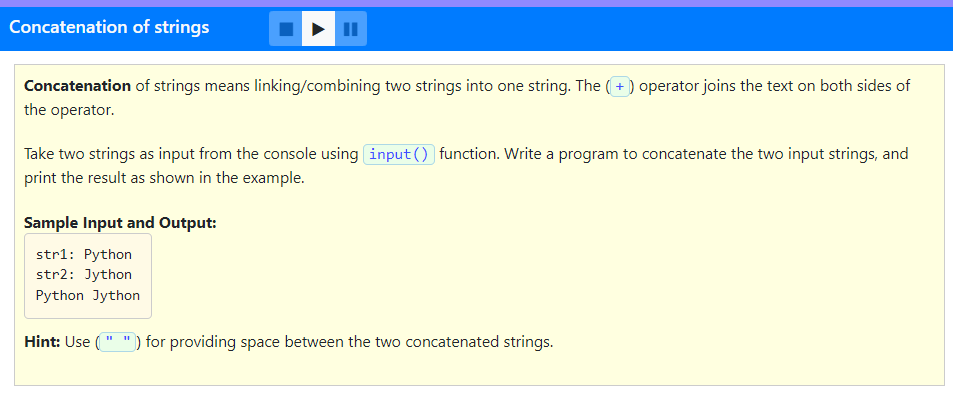 Concatenation of strings
Concatenation of strings means linking/combining two strings into one string. The (+) operator joins the text on both sides of
the operator.
Take two strings as input from the console using input() function. Write a program to concatenate the two input strings, and
print the result as shown in the example.
Sample Input and Output:
str1: Python
str2: Jython
Python Jython
Hint: Use (" ") for providing space between the two concatenated strings.